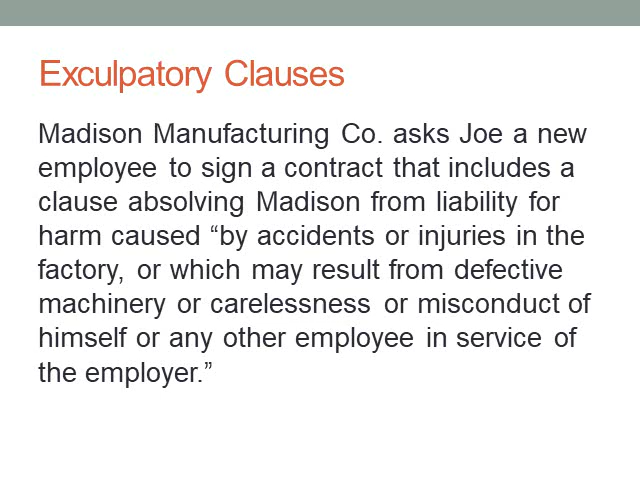 Exculpatory Clauses
Madison Manufacturing Co. asks Joe a new
employee to sign a contract that includes a
clause absolving Madison from liability for
harm caused “by accidents or injuries in the
factory, or which may result from defective
machinery or carelessness or misconduct of
himself or any other employee in service of
the employer.”